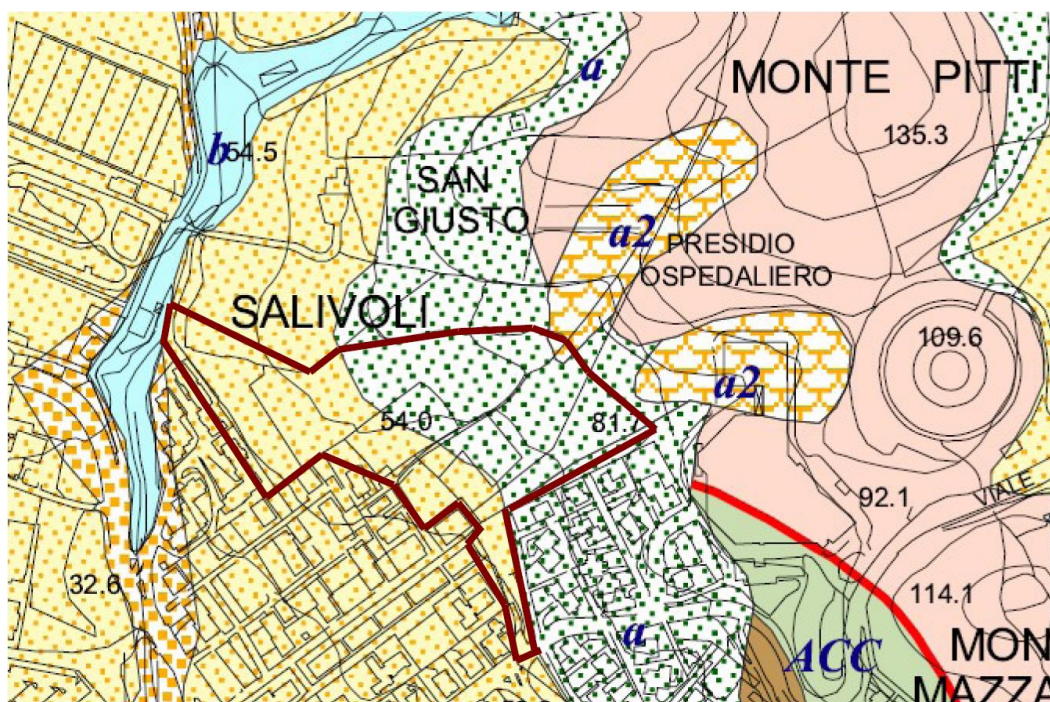 a
MONTE PITTI
135.3
b54.5
SAN
GIUSTO
a2
PRESIDIO
OSPEDALIERO
SALIVOLI
109.6
a2
54.0
81.7
92.1
VIALE
32.6
114.1
a
ACC
MON
MAZZA